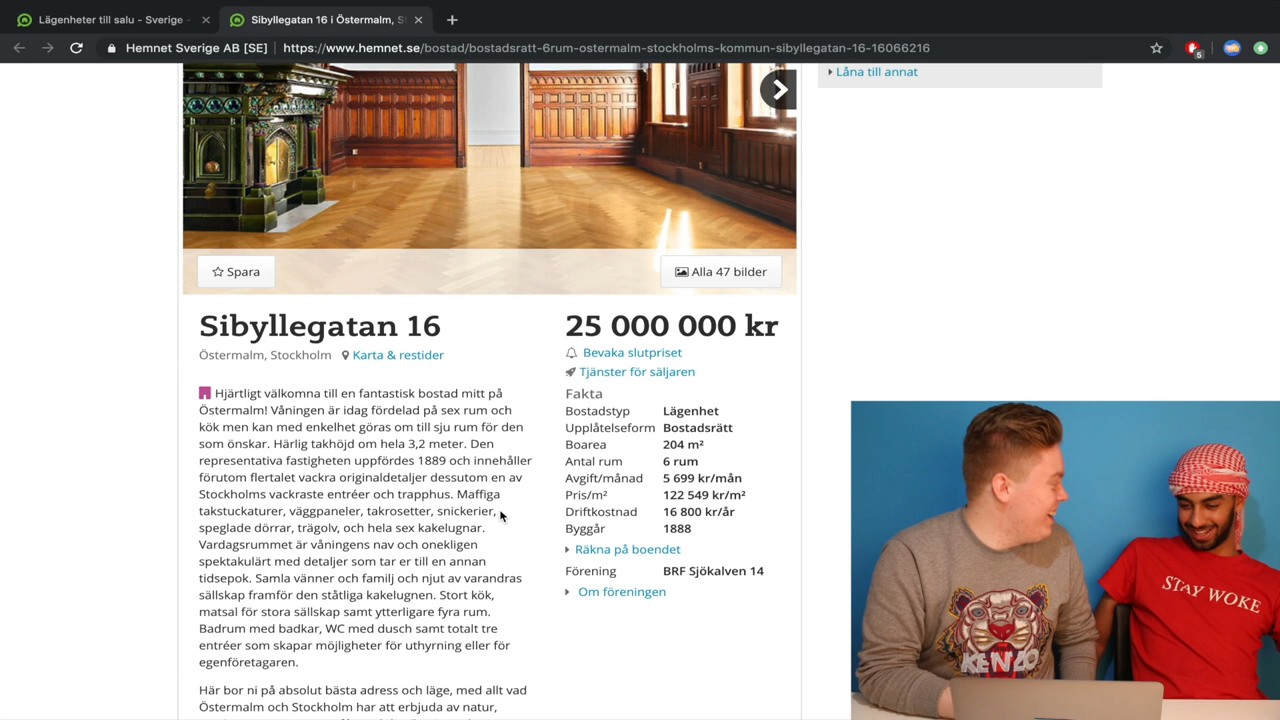 Lägenheter till salu - Sverige -
Sibyllegatan 16 i Östermalm, S
Hemnet Sverige AB [SE]
https://www.hemnet.se/bostad/bostadsratt-6rum-ostermalm-stockholms-kommun-sibyllegatan-16-16066216
5
Låna till annat
Spara
Alla 47 bilder
Sibyllegatan 16
Östermalm, Stockholm Karta & restider
Hjärtligt välkomna till en fantastisk bostad mitt på
Östermalm! Våningen är idag fördelad på sex rum och
kök men kan med enkelhet göras om till sju rum för den
som önskar. Härlig takhöjd om hela 3,2 meter. Den
representativa fastigheten uppfördes 1889 och innehåller
förutom flertalet vackra originaldetaljer dessutom en av
Stockholms vackraste entréer och trapphus. Maffiga
takstuckaturer, väggpaneler, takrosetter, snickerier,
speglade dörrar, trägolv, och hela sex kakelugnar.
Vardagsrummet är våningens nav och onekligen
spektakulärt med detaljer som tar er till en annan
tidsepok. Samla vänner och familj och njut av varandras
sällskap framför den ståtliga kakelugnen. Stort kök,
matsal för stora sällskap samt ytterligare fyra rum.
Badrum med badkar, WC med dusch samt totalt tre
entréer som skapar möjligheter för uthyrning eller för
egenföretagaren.
Här bor ni på absolut bästa adress och läge, med allt vad
Östermalm och Stockholm har att erbjuda av natur,
25 000 000 kr
Bevaka slutpriset
Tjänster för säljaren
Fakta
Bostadstyp Lägenhet
Upplåtelseform Bostadsrätt
Boarea 204 m²
Antal rum 6 rum
Avgift/månad 5 699 kr/mån
Pris/m² 122 549 kr/m²
Driftkostnad 16 800 kr/år
Byggår 1888
Räkna på boendet
Förening BRF Sjökalven 14
Om föreningen
KENZO
STAY WOKE